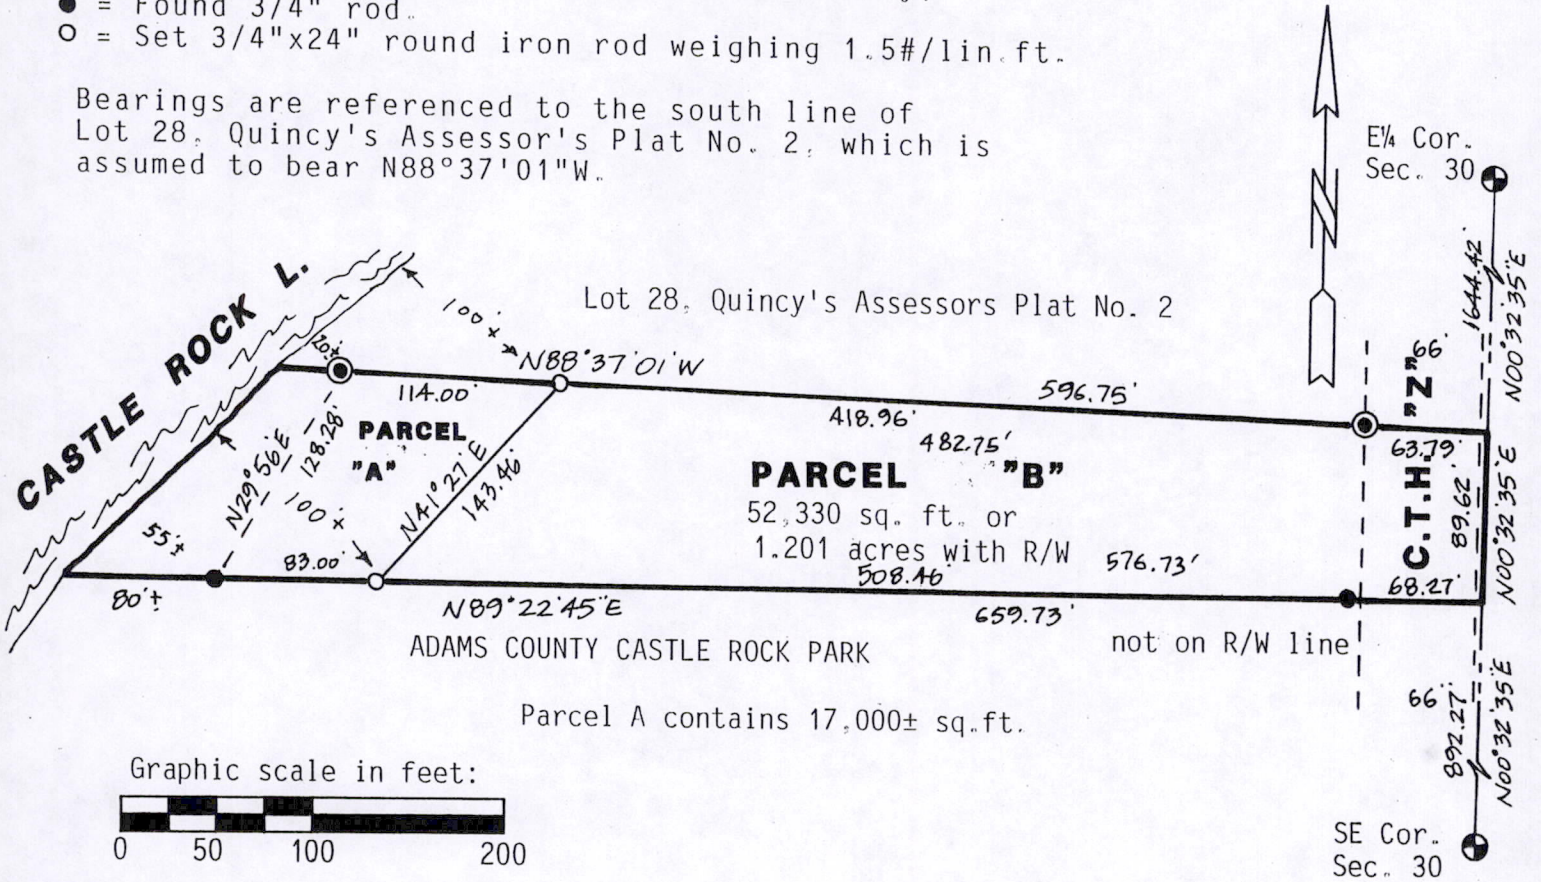 ● = Found 3/4" rod.
○ = Set 3/4"x24" round iron rod weighing 1.5#/lin.ft.
Bearings are referenced to the south line of
Lot 28, Quincy's Assessor's Plat No. 2, which is
assumed to bear N88°37'01"W.
E¼ Cor.
Sec. 30
1644.42'
N00°32'35"E
CASTLE ROCK L.
100'±
Lot 28, Quincy's Assessors Plat No. 2
N
20'±
N88°37'01"W
114.00'
596.75'
418.96'
482.75'
66'
C.T.H. "Z"
63.79'
PARCEL
"A"
N29°56'E
128.28'
100'±
N41°27'E
143.46'
PARCEL "B"
52,330 sq. ft. or
1.201 acres with R/W
89.62'
N00°32'35"E
55'±
83.00'
508.46'
576.73'
68.27'
80'±
N89°22'45"E
659.73'
ADAMS COUNTY CASTLE ROCK PARK
not on R/W line
66'
892.27'
N00°32'35"E
Parcel A contains 17,000± sq.ft.
Graphic scale in feet:
0 50 100 200
SE Cor.
Sec. 30